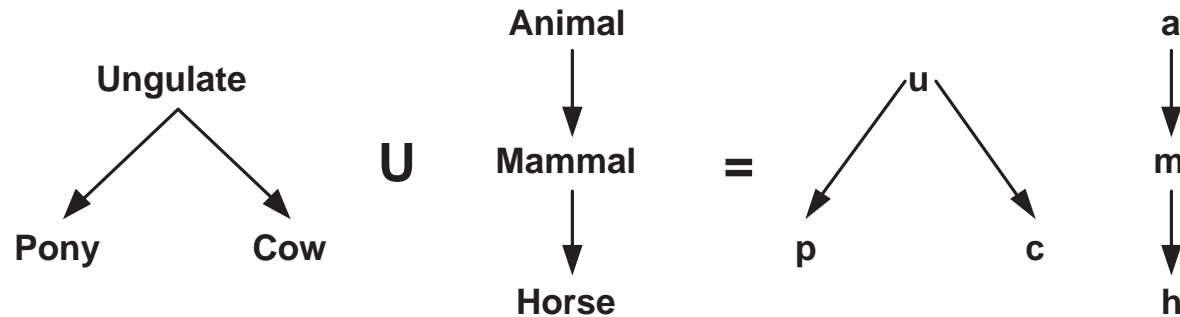 Animal
a
Ungulate
u
U
Mammal
=
m
Pony
Cow
p
c
Horse
h